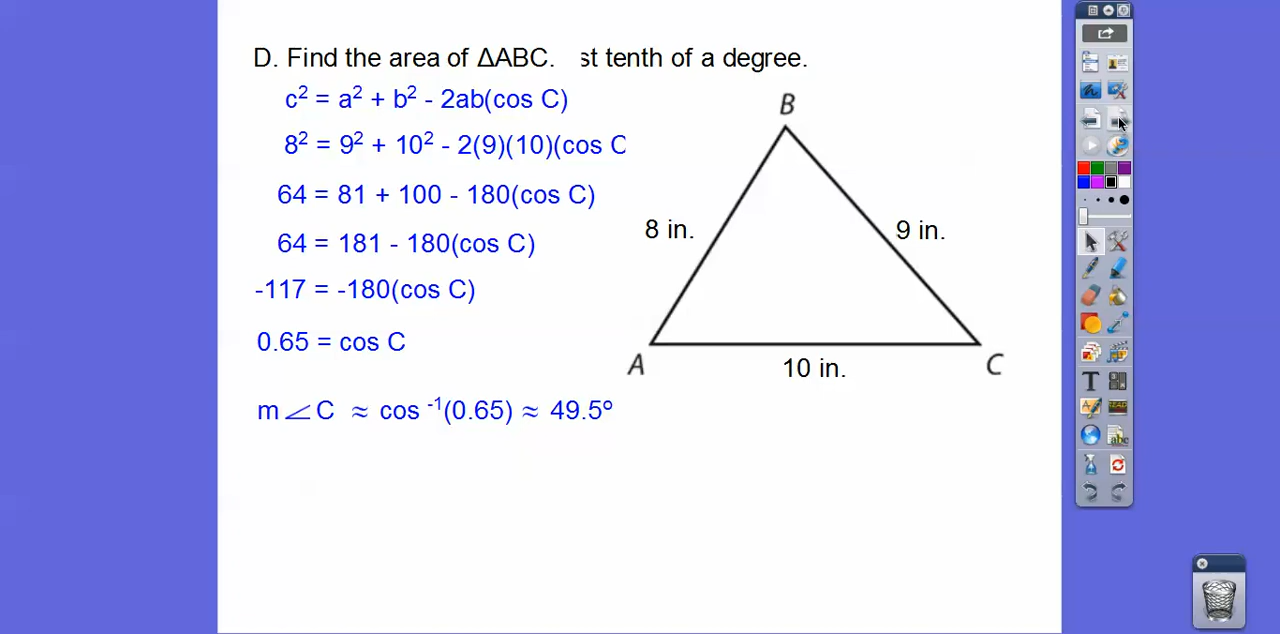 D. Find the area of ΔABC. st tenth of a degree.
c² = a² + b² - 2ab(cos C)
8² = 9² + 10² - 2(9)(10)(cos C
64 = 81 + 100 - 180(cos C)
64 = 181 - 180(cos C)
-117 = -180(cos C)
0.65 = cos C
m∠C ≈ cos ⁻¹(0.65) ≈ 49.5º
B
8 in.
9 in.
A
10 in.
C